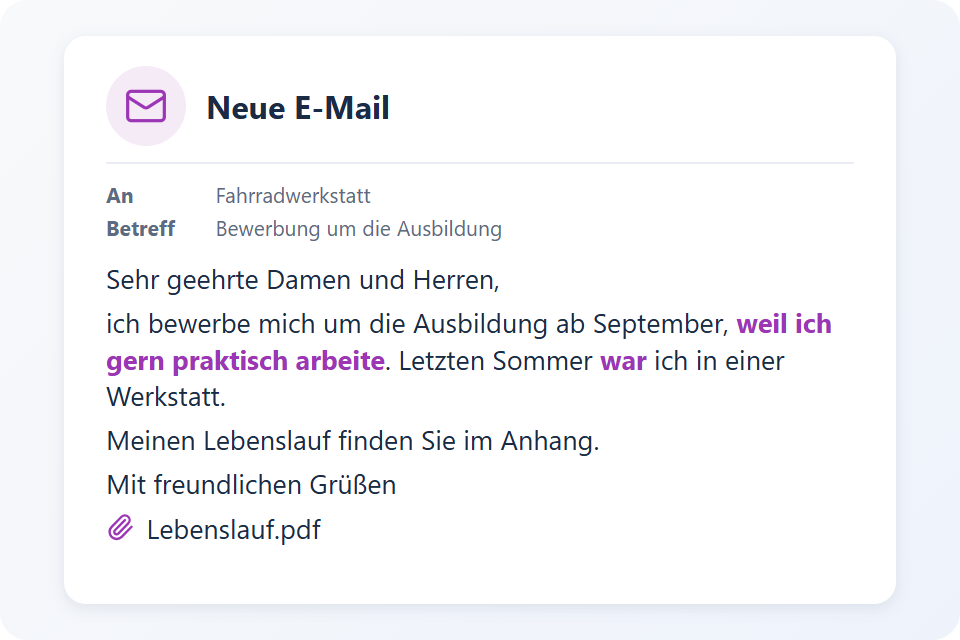 Neue E-Mail
An Fahrradwerkstatt
Betreff Bewerbung um die Ausbildung
Sehr geehrte Damen und Herren,
ich bewerbe mich um die Ausbildung ab September, weil ich
gern praktisch arbeite. Letzten Sommer war ich in einer
Werkstatt.
Meinen Lebenslauf finden Sie im Anhang.
Mit freundlichen Grüßen
Lebenslauf.pdf